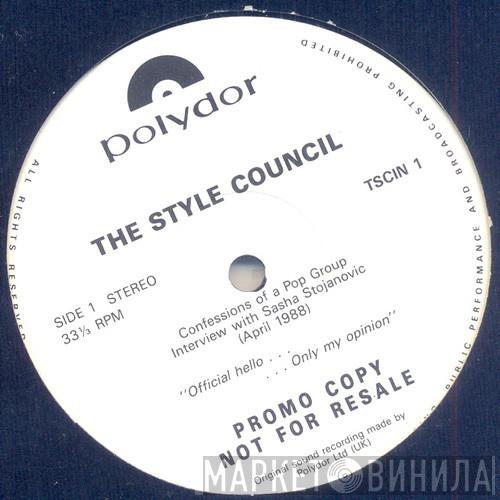 polydor
THE STYLE COUNCIL
TSCIN 1
SIDE 1 STEREO
33⅓ RPM
Confessions of a Pop Group
Interview with Sasha Stojanovic
(April 1988)
"Official hello . . .
. . . Only my opinion"
PROMO COPY
NOT FOR RESALE
Original sound recording made by
Polydor Ltd (UK)
ALL RIGHTS RESERVED
PUBLIC PERFORMANCE AND BROADCASTING PROHIBITED
МАРКЕТ ВИНИЛА